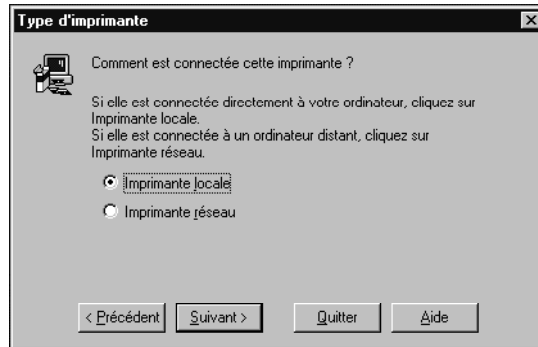 Type d'imprimante
Comment est connectée cette imprimante ?
Si elle est connectée directement à votre ordinateur, cliquez sur
Imprimante locale.
Si elle est connectée à un ordinateur distant, cliquez sur
Imprimante réseau.
Imprimante locale
Imprimante réseau
< Précédent Suivant > Quitter Aide